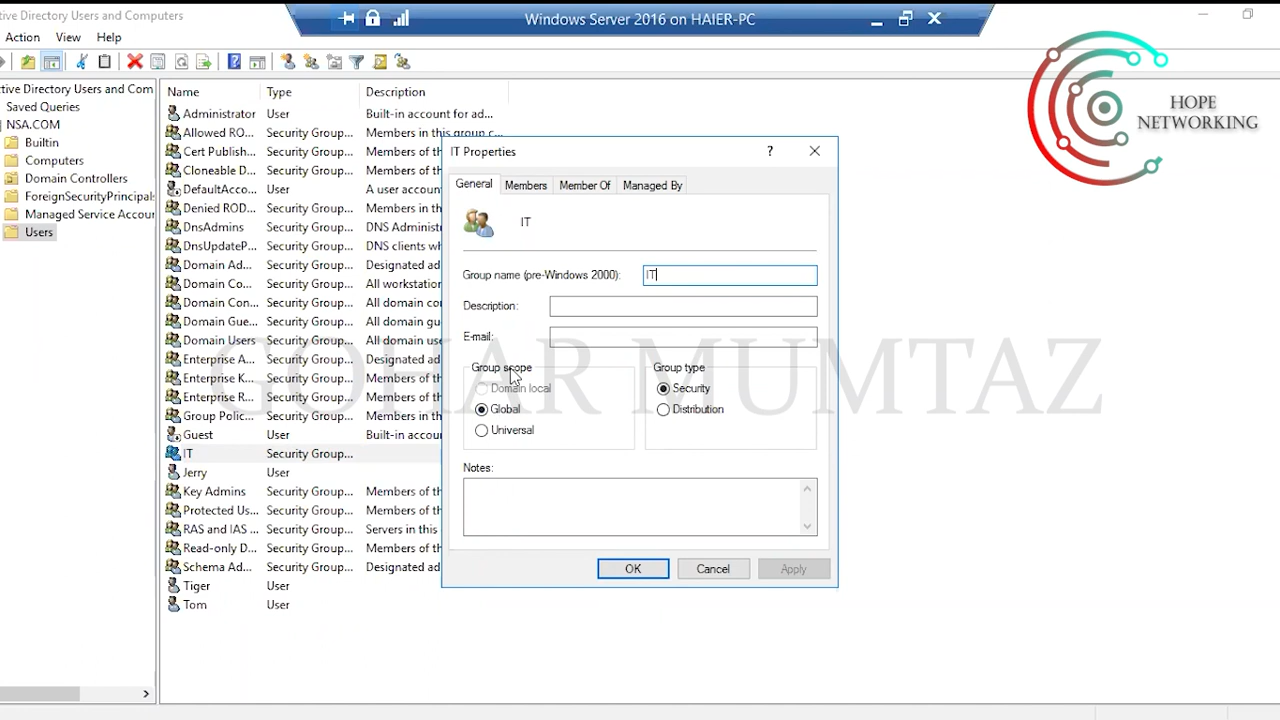 ctive Directory Users and Computers
Windows Server 2016 on HAIER-PC
Action View Help
ctive Directory Users and Com
Saved Queries
NSA.COM
Builtin
Computers
Domain Controllers
ForeignSecurityPrincipals
Managed Service Accou
Users
Name Type Description
Administrator User Built-in account for ad...
Allowed RO... Security Group... Members in this group c...
Cert Publish... Security Group... Members of t
Cloneable D... Security Group... Members of t
DefaultAcco... User A user accoun
Denied ROD... Security Group... Members in th
DnsAdmins Security Group... DNS Administ
DnsUpdateP... Security Group... DNS clients wh
Domain Ad... Security Group... Designated ad
Domain Co... Security Group... All workstation
Domain Con... Security Group... All domain con
Domain Gue... Security Group... All domain gu
Domain Users Security Group... All domain use
Enterprise A... Security Group... Designated ad
Enterprise K... Security Group... Members of th
Enterprise R... Security Group... Members of th
Group Polic... Security Group... Members in th
Guest User Built-in accou
IT Security Group...
Jerry User
Key Admins Security Group... Members of th
Protected Us... Security Group... Members of th
RAS and IAS ... Security Group... Servers in this
Read-only D... Security Group... Members of th
Schema Ad... Security Group... Designated ad
Tiger User
Tom User
IT Properties ?
General Members Member Of Managed By
IT
Group name (pre-Windows 2000): IT
Description:
E-mail:
Group scope
Domain local
Global
Universal
Group type
Security
Distribution
Notes:
OK Cancel Apply
HOPE
NETWORKING
GOHAR MUMTAZ